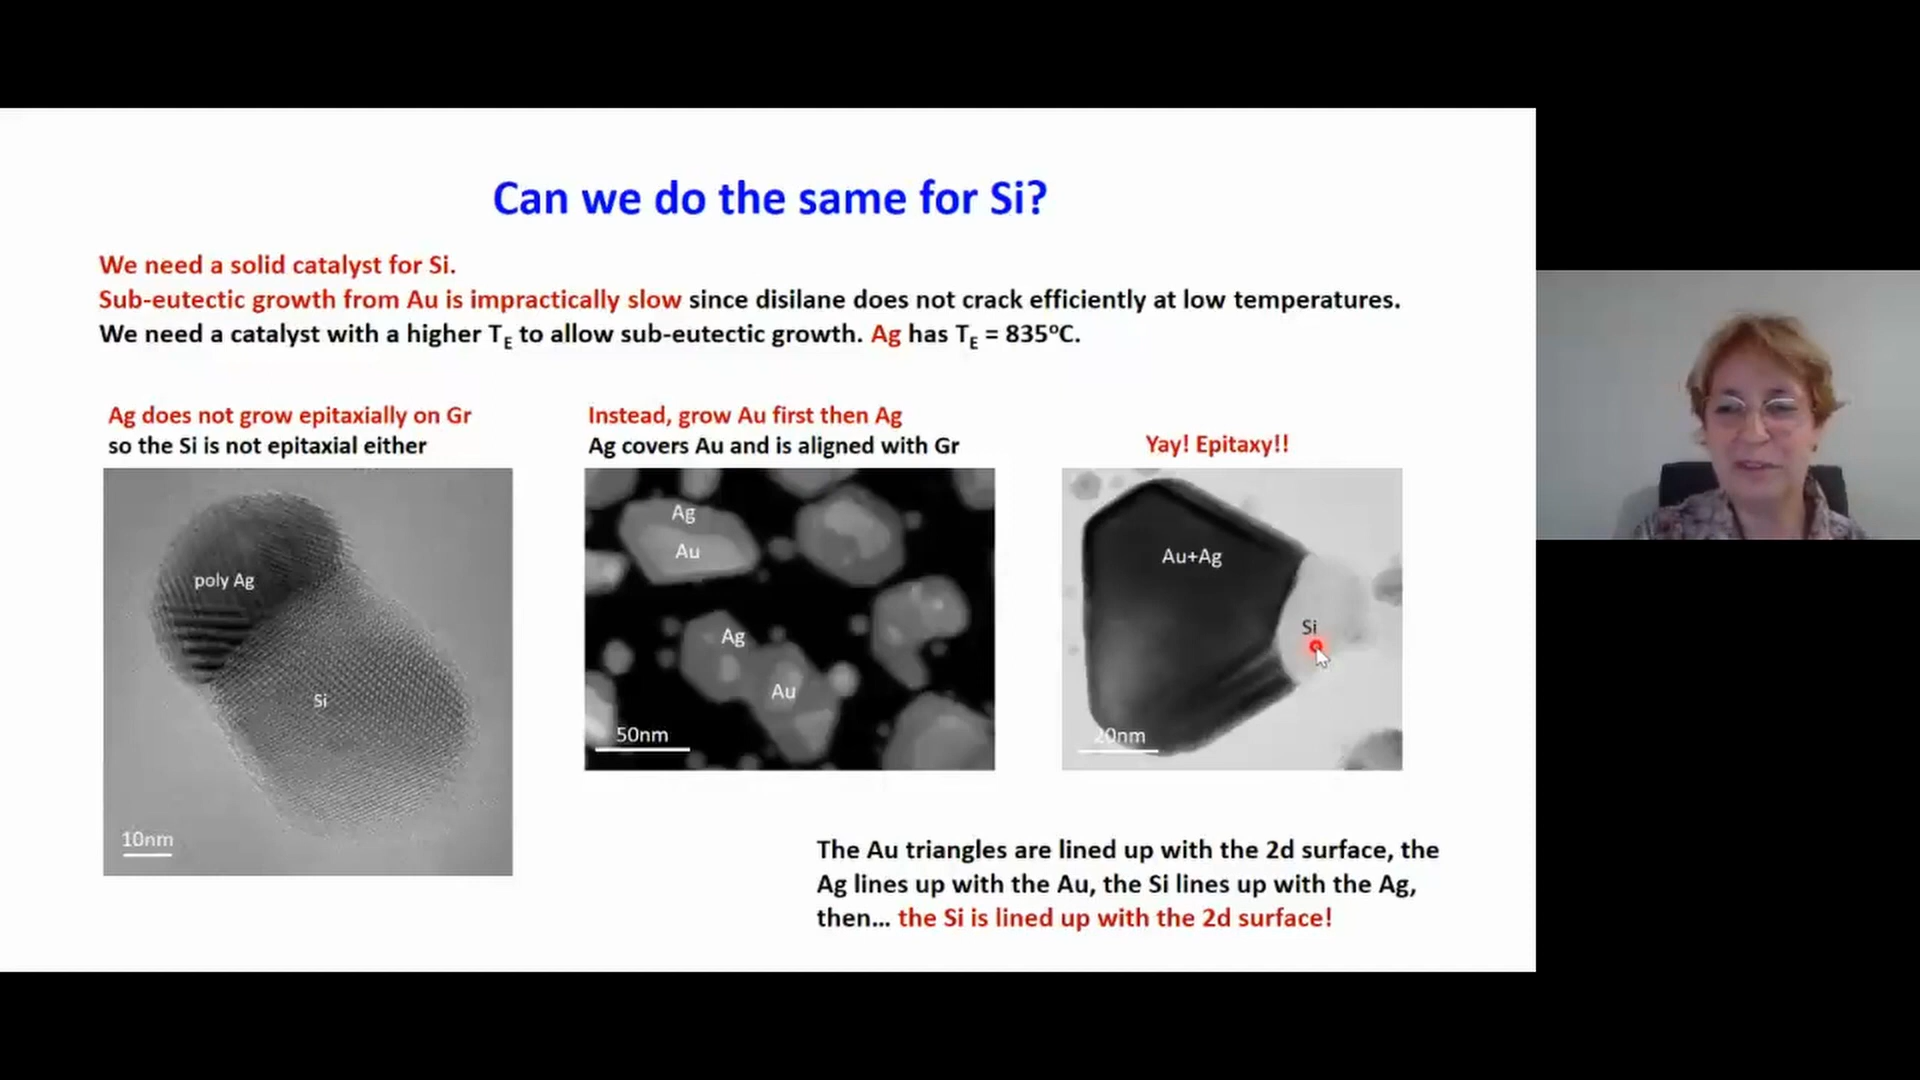 Can we do the same for Si?
We need a solid catalyst for Si.
Sub-eutectic growth from Au is impractically slow since disilane does not crack efficiently at low temperatures.
We need a catalyst with a higher TE to allow sub-eutectic growth. Ag has TE = 835°C.
Ag does not grow epitaxially on Gr
so the Si is not epitaxial either
poly Ag
Si
10nm
Instead, grow Au first then Ag
Ag covers Au and is aligned with Gr
Ag
Au
Ag
Au
50nm
Yay! Epitaxy!!
Au+Ag
Si
20nm
The Au triangles are lined up with the 2d surface, the
Ag lines up with the Au, the Si lines up with the Ag,
then... the Si is lined up with the 2d surface!